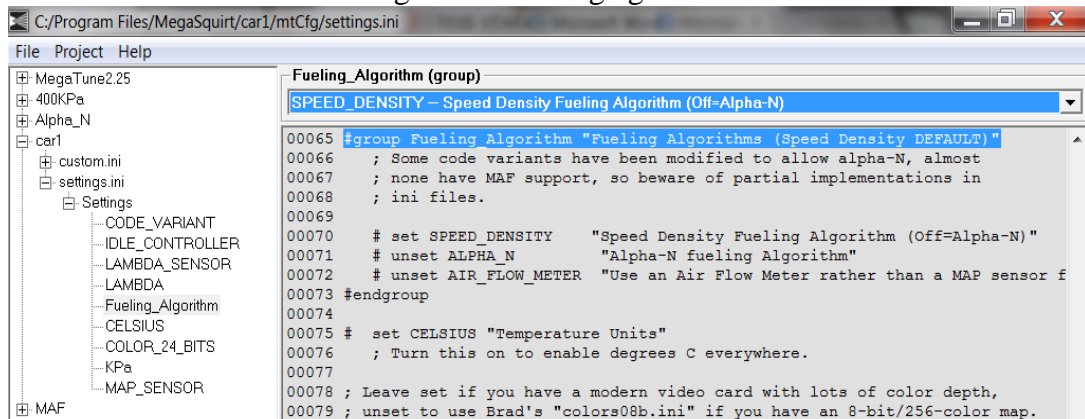 C:/Program Files/MegaSquirt/car1/mtCfg/settings.ini
File Project Help
MegaTune2.25
400KPa
Alpha_N
car1
custom.ini
settings.ini
Settings
CODE_VARIANT
IDLE_CONTROLLER
LAMBDA_SENSOR
LAMBDA
Fueling_Algorithm
CELSIUS
COLOR_24_BITS
KPa
MAP_SENSOR
MAF
Fueling_Algorithm (group)
SPEED_DENSITY – Speed Density Fueling Algorithm (Off=Alpha-N)
00065 #group Fueling_Algorithm "Fueling Algorithms (Speed Density DEFAULT)"
00066 ; Some code variants have been modified to allow alpha-N, almost
00067 ; none have MAF support, so beware of partial implementations in
00068 ; ini files.
00069
00070 # set SPEED_DENSITY "Speed Density Fueling Algorithm (Off=Alpha-N)"
00071 # unset ALPHA_N "Alpha-N fueling Algorithm"
00072 # unset AIR_FLOW_METER "Use an Air Flow Meter rather than a MAP sensor f
00073 #endgroup
00074
00075 # set CELSIUS "Temperature Units"
00076 ; Turn this on to enable degrees C everywhere.
00077
00078 ; Leave set if you have a modern video card with lots of color depth,
00079 ; unset to use Brad's "colors08b.ini" if you have an 8-bit/256-color map.